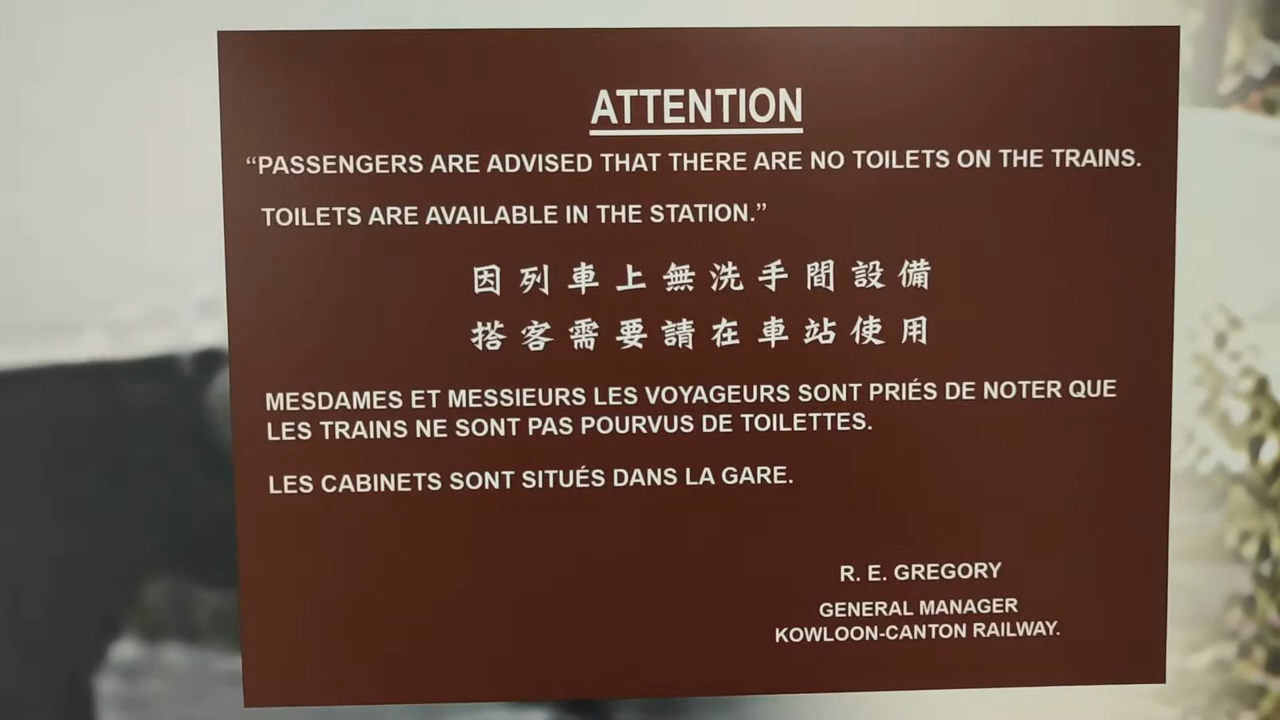 ATTENTION
“PASSENGERS ARE ADVISED THAT THERE ARE NO TOILETS ON THE TRAINS.
TOILETS ARE AVAILABLE IN THE STATION.”
因列車上無洗手間設備
搭客需要請在車站使用
MESDAMES ET MESSIEURS LES VOYAGEURS SONT PRIÉS DE NOTER QUE
LES TRAINS NE SONT PAS POURVUS DE TOILETTES.
LES CABINETS SONT SITUÉS DANS LA GARE.
R. E. GREGORY
GENERAL MANAGER
KOWLOON-CANTON RAILWAY.